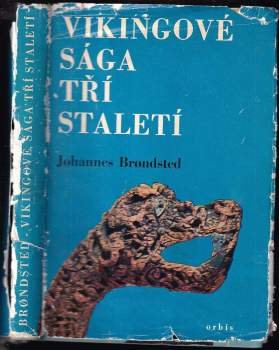 VIKINGOVÉ
SÁGA
TŘÍ
STALETÍ
Johannes Brøndsted
orbis
BRØNDSTED · VIKINGOVÉ, SÁGA TŘÍ STALETÍ